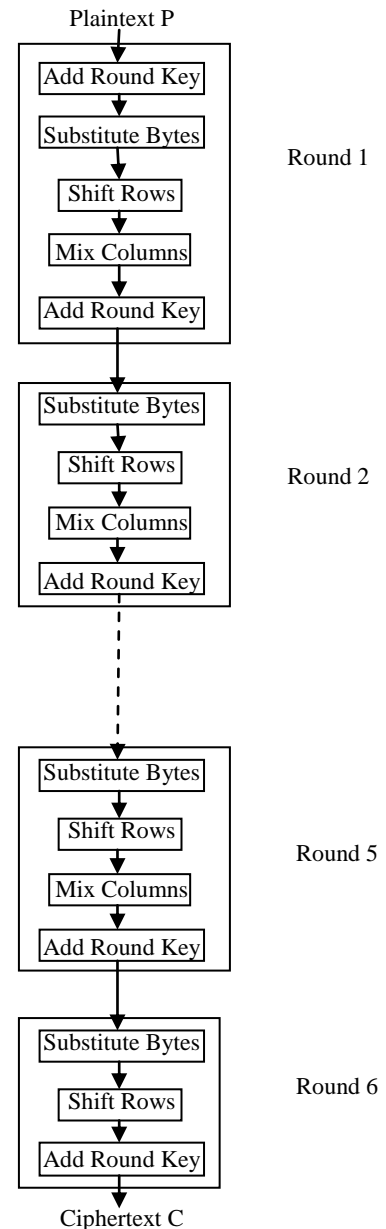 Plaintext P
Add Round Key
Substitute Bytes
Shift Rows
Mix Columns
Add Round Key
Round 1
Substitute Bytes
Shift Rows
Mix Columns
Add Round Key
Round 2
Substitute Bytes
Shift Rows
Mix Columns
Add Round Key
Round 5
Substitute Bytes
Shift Rows
Add Round Key
Round 6
Ciphertext C